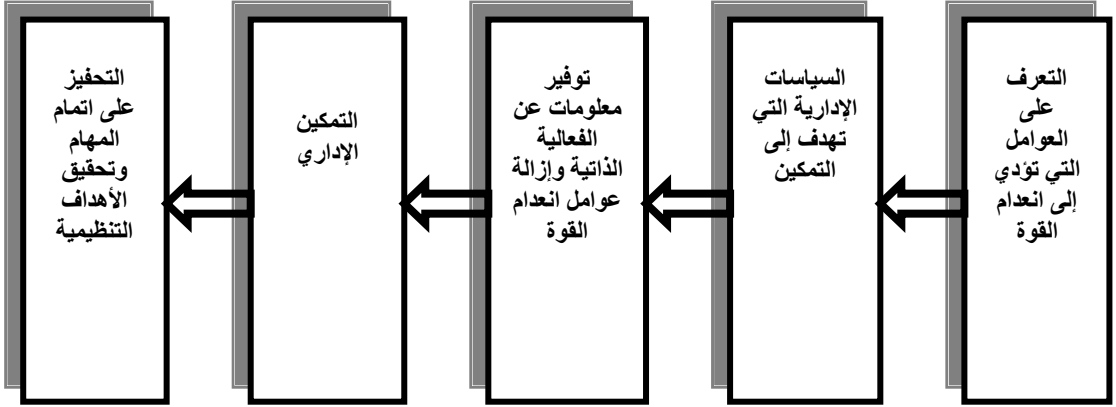 التعرف
على
العوامل
التي تؤدي
إلى انعدام
القوة
السياسات
الإدارية التي
تهدف إلى
التمكين
توفير
معلومات عن
الفعالية
الذاتية وإزالة
عوامل انعدام
القوة
التمكين
الإداري
التحفيز
على اتمام
المهام
وتحقيق
الأهداف
التنظيمية